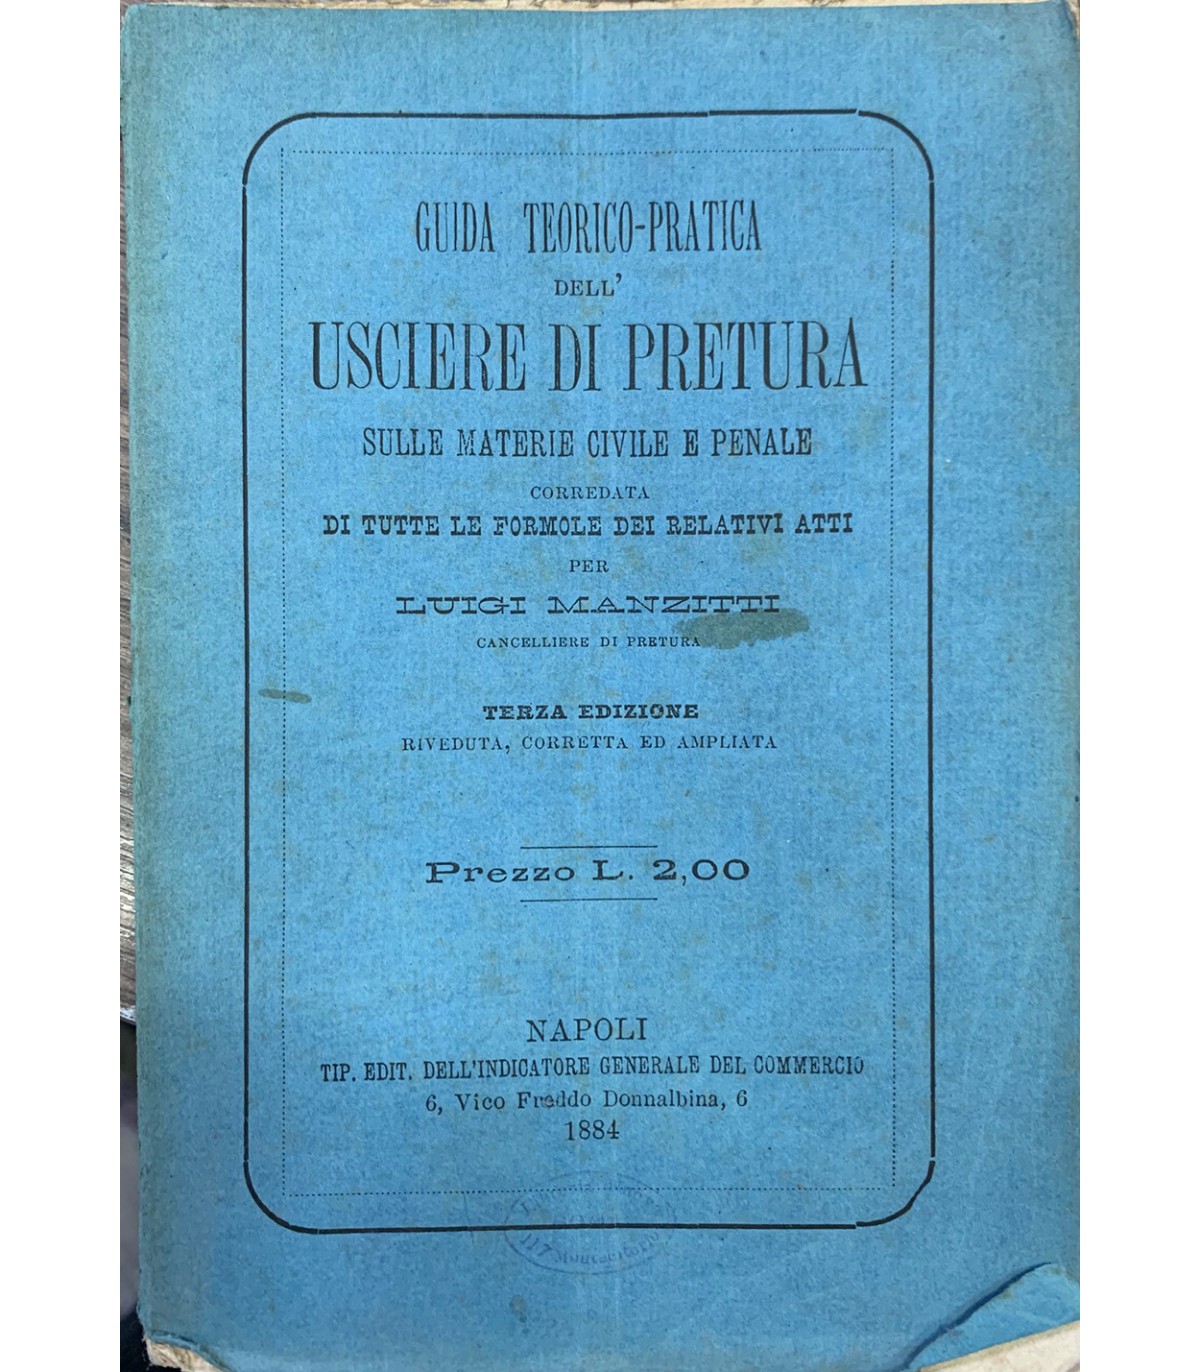 GUIDA TEORICO-PRATICA
DELL'
USCIERE DI PRETURA
SULLE MATERIE CIVILE E PENALE
CORREDATA
DI TUTTE LE FORMOLE DEI RELATIVI ATTI
PER
LUIGI MANZITTI
CANCELLIERE DI PRETURA
TERZA EDIZIONE
RIVEDUTA, CORRETTA ED AMPLIATA
Prezzo L. 2,00
NAPOLI
TIP. EDIT. DELL'INDICATORE GENERALE DEL COMMERCIO
6, Vico Freddo Donnalbina, 6
1884